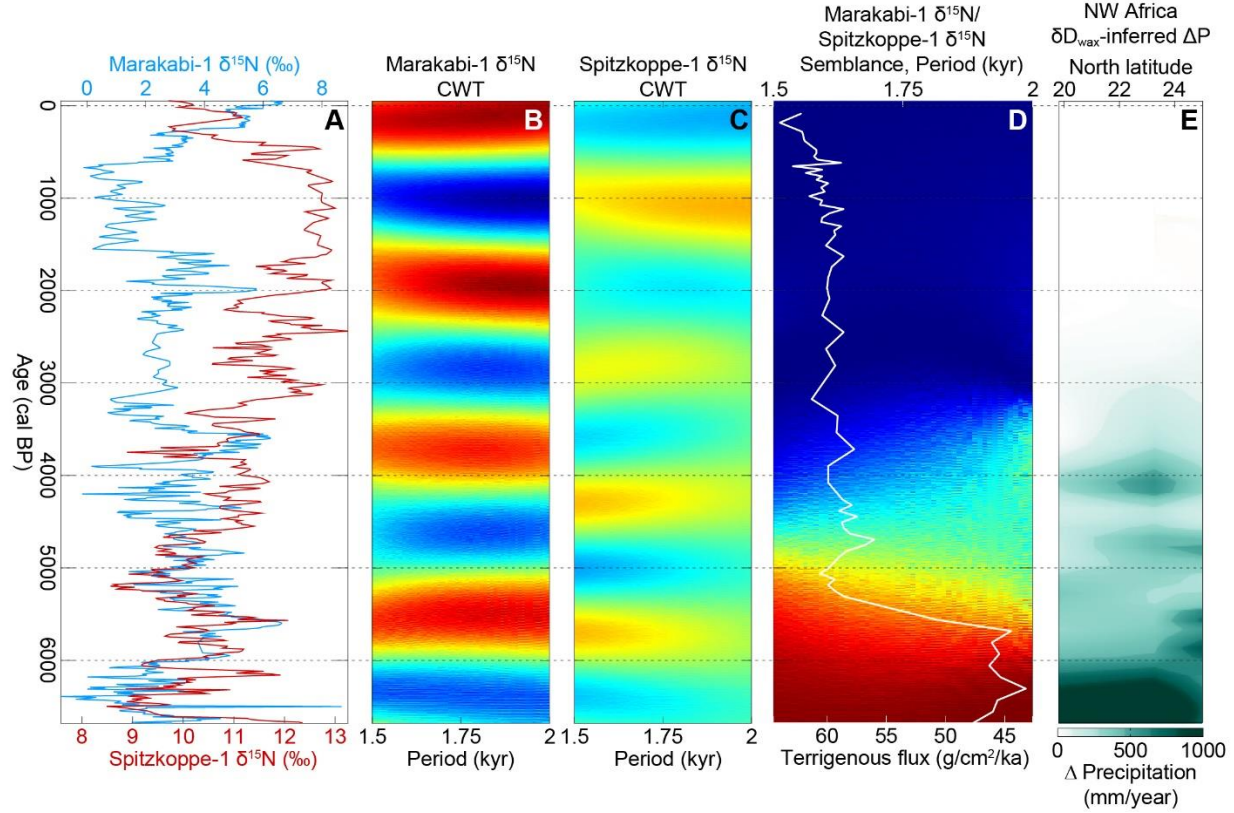 Marakabi-1 δ¹⁵N (‰)
0 2 4 6 8
Marakabi-1 δ¹⁵N
CWT
Spitzkoppe-1 δ¹⁵N
CWT
Marakabi-1 δ¹⁵N/
Spitzkoppe-1 δ¹⁵N
Semblance, Period (kyr)
1.5 1.75 2
NW Africa
δD_wax-inferred ΔP
North latitude
20 22 24
A
B
C
D
E
Age (cal BP)
0
1000
2000
3000
4000
5000
6000
8 9 10 11 12 13
Spitzkoppe-1 δ¹⁵N (‰)
1.5 1.75 2
Period (kyr)
1.5 1.75 2
Period (kyr)
60 55 50 45
Terrigenous flux (g/cm²/ka)
0 500 1000
Δ Precipitation
(mm/year)